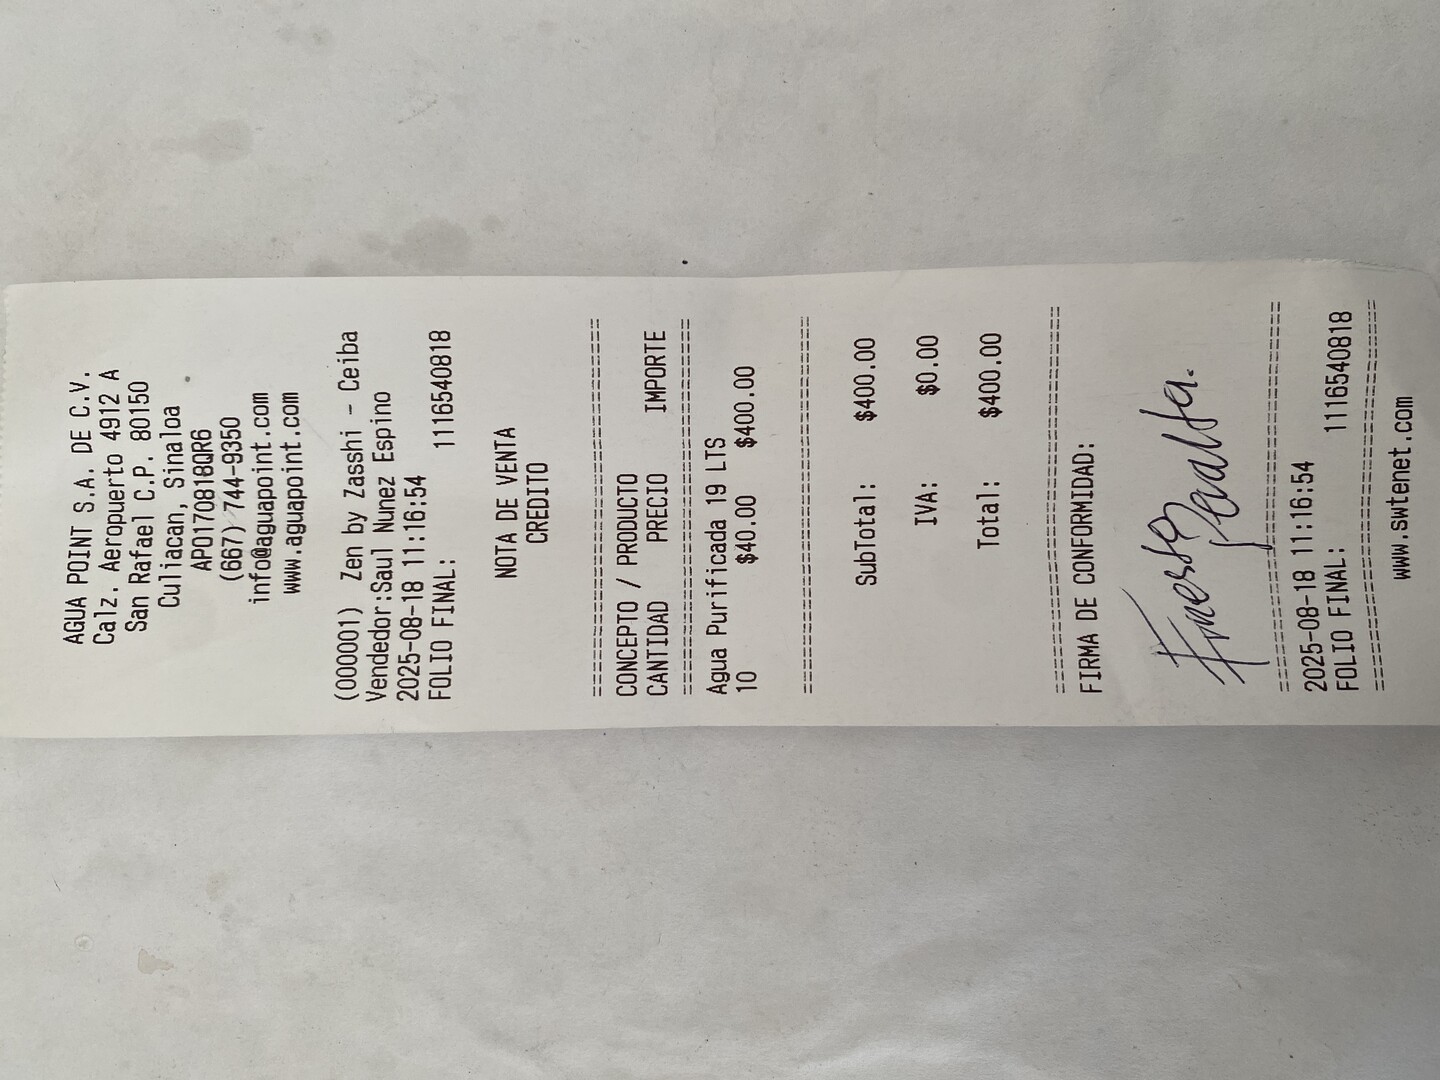 AGUA POINT S.A. DE C.V.
Calz. Aeropuerto 4912 A
San Rafael C.P. 80150
Culiacan, Sinaloa
APO170818QR6
(667) 744-9350
info@aguapoint.com
www.aguapoint.com
(000001) Zen by Zasshi - Ceiba
Vendedor:Saul Nunez Espino
2025-08-18 11:16:54
FOLIO FINAL: 1116540818
NOTA DE VENTA
CREDITO
================================
CONCEPTO / PRODUCTO
CANTIDAD PRECIO IMPORTE
================================
Agua Purificada 19 LTS
10 $40.00 $400.00
================================
SubTotal: $400.00
IVA: $0.00
Total: $400.00
================================
FIRMA DE CONFORMIDAD:
================================
2025-08-18 11:16:54
FOLIO FINAL: 1116540818
================================
www.swtenet.com